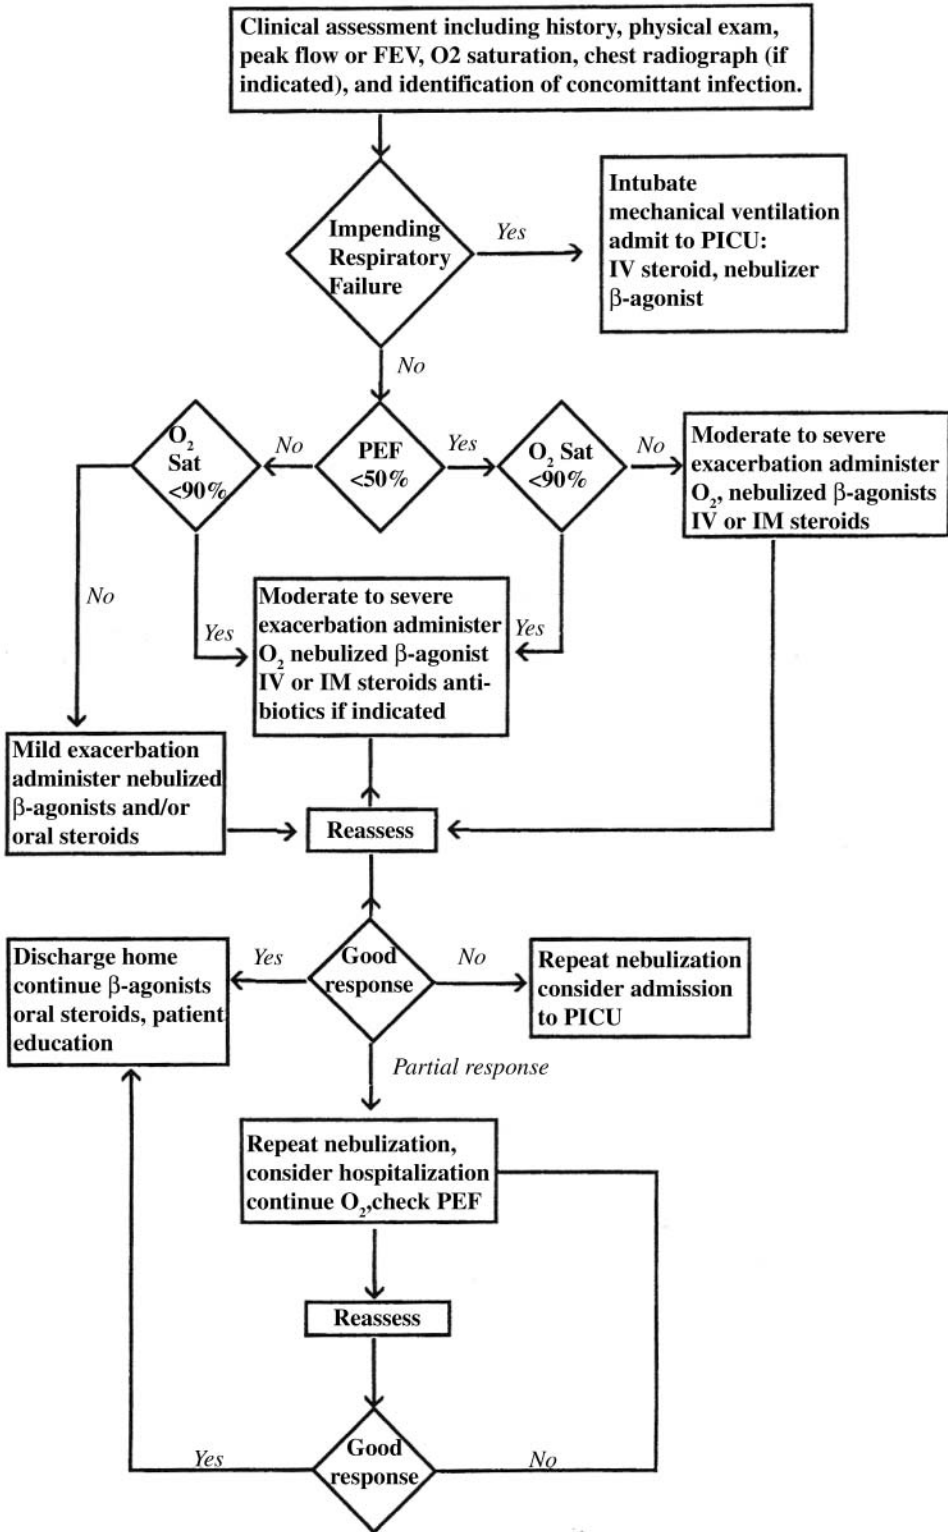 Clinical assessment including history, physical exam,
peak flow or FEV, O2 saturation, chest radiograph (if
indicated), and identification of concomittant infection.
Impending
Respiratory
Failure
Yes
Intubate
mechanical ventilation
admit to PICU:
IV steroid, nebulizer
β-agonist
No
O₂
Sat
<90%
No
PEF
<50%
Yes
O₂ Sat
<90%
No
Moderate to severe
exacerbation administer
O₂, nebulized β-agonists
IV or IM steroids
No
Yes
Moderate to severe
exacerbation administer
O₂ nebulized β-agonist
IV or IM steroids anti-
biotics if indicated
Yes
Mild exacerbation
administer nebulized
β-agonists and/or
oral steroids
Reassess
Discharge home
continue β-agonists
oral steroids, patient
education
Yes
Good
response
No
Repeat nebulization
consider admission
to PICU
Partial response
Repeat nebulization,
consider hospitalization
continue O₂,check PEF
Reassess
Yes
Good
response
No